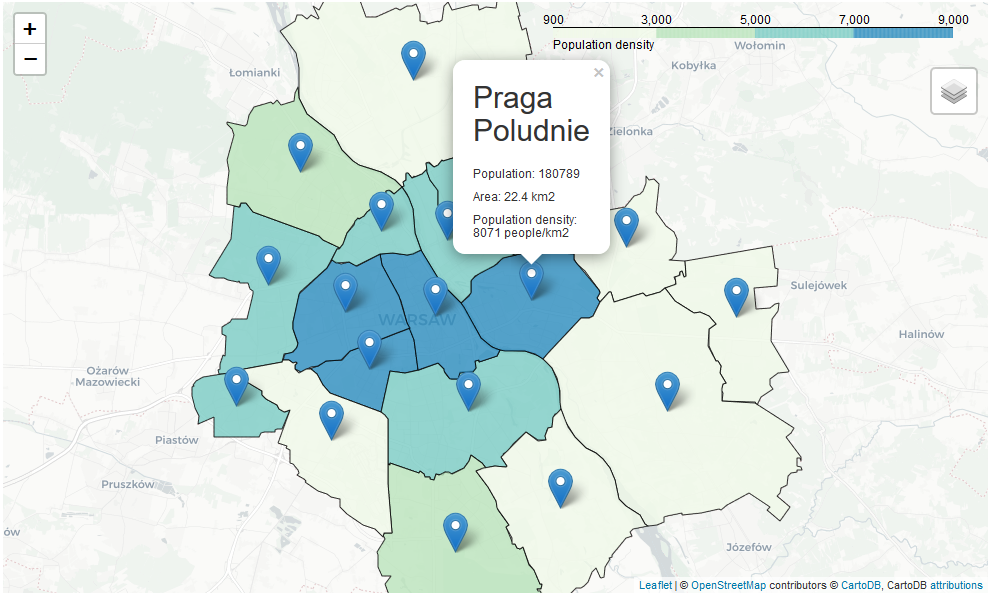 +
−
900 3,000 5,000 7,000 9,000
Population density
Wołomin
Kobyłka
Łomianki
×
Praga
Poludnie
Zielonka
Population: 180789
Area: 22.4 km2
Population density:
8071 people/km2
Sulejówek
WARSAW
Halinów
Ożarów
Mazowiecki
Piastów
Pruszków
ów
Józefów
Leaflet | © OpenStreetMap contributors © CartoDB, CartoDB attributions